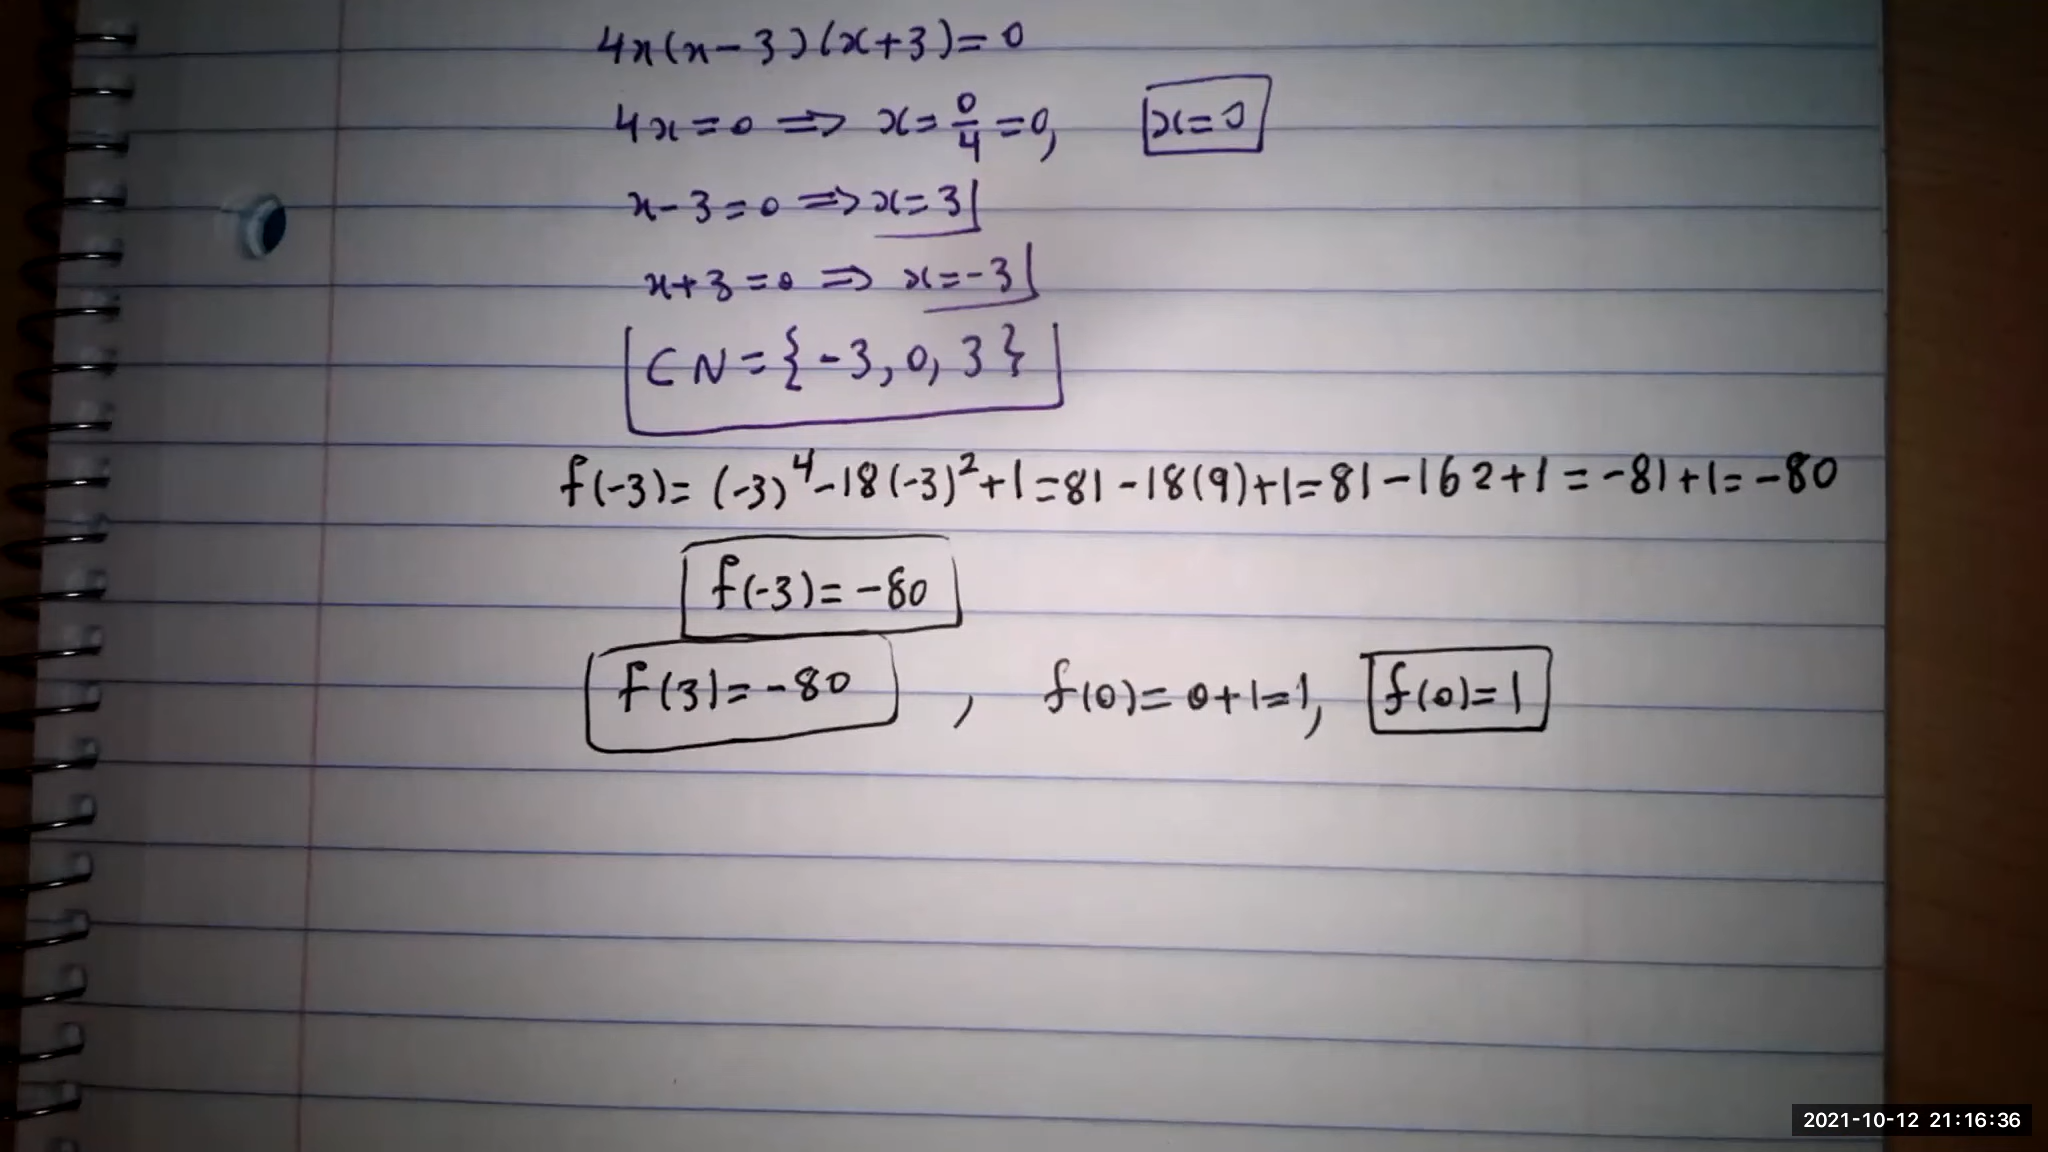 4x(x-3)(x+3)=0
4x=0 ⇒ x=0/4=0, x=0
x-3=0 ⇒ x=3
x+3=0 ⇒ x=-3
CN={-3,0,3}
f(-3)=(-3)⁴-18(-3)²+1=81-18(9)+1=81-162+1=-81+1=-80
f(-3)=-80
f(3)=-80 , f(0)=0+1=1, f(0)=1
2021-10-12 21:16:36